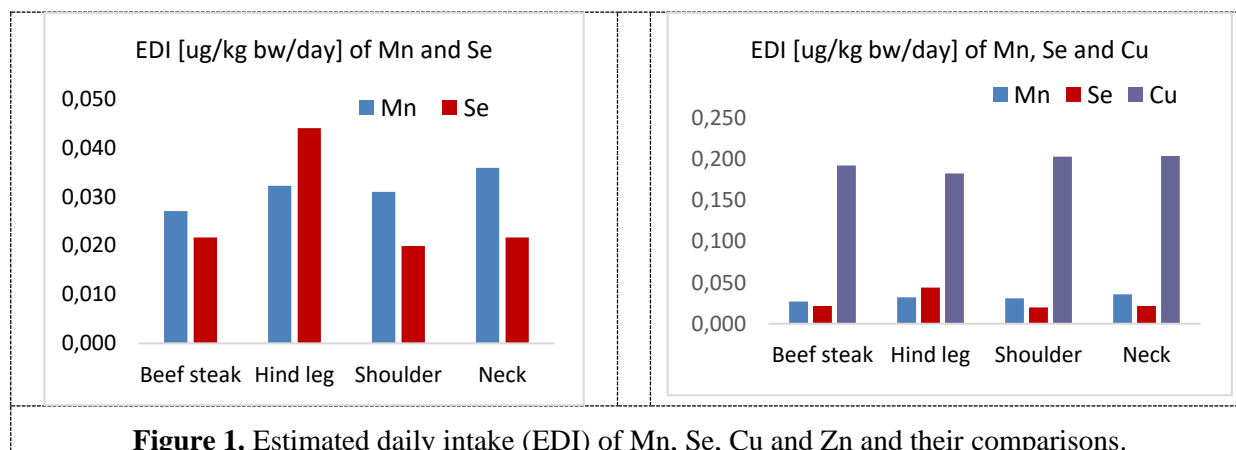 EDI [ug/kg bw/day] of Mn and Se
Mn Se
0,050
0,040
0,030
0,020
0,010
0,000
Beef steak Hind leg Shoulder Neck
EDI [ug/kg bw/day] of Mn, Se and Cu
Mn Se Cu
0,250
0,200
0,150
0,100
0,050
0,000
Beef steak Hind leg Shoulder Neck
Figure 1. Estimated daily intake (EDI) of Mn, Se, Cu and Zn and their comparisons.